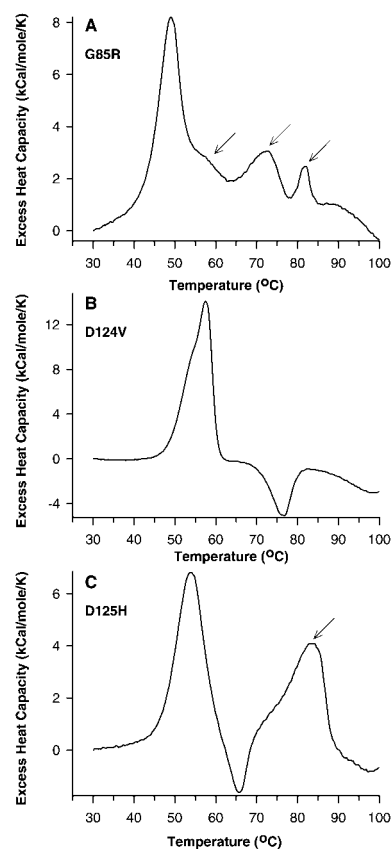 A
G85R
Excess Heat Capacity (kCal/mole/K)
8
6
4
2
0
30 40 50 60 70 80 90 100
Temperature (ºC)
B
D124V
Excess Heat Capacity (kCal/mole/K)
12
8
4
0
-4
30 40 50 60 70 80 90 100
Temperature (ºC)
C
D125H
Excess Heat Capacity (kCal/mole/K)
6
4
2
0
30 40 50 60 70 80 90 100
Temperature (ºC)